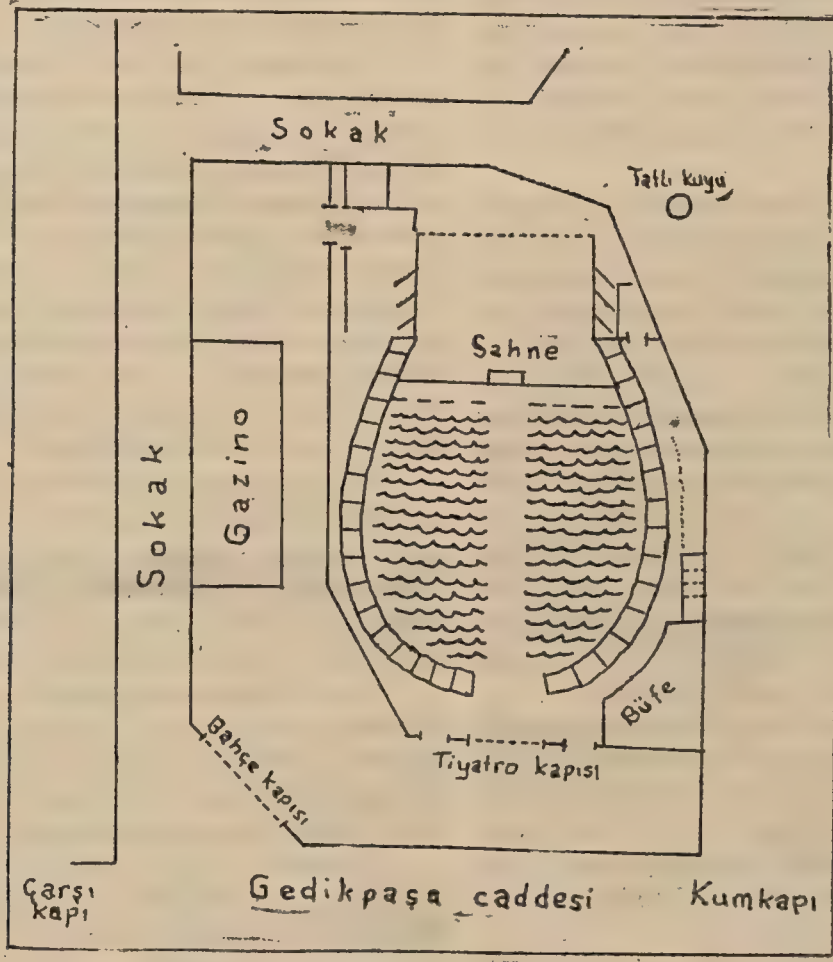 Sokak
Tatlı kuyu
Sahne
Sokak
Gazino
Büfe
Bahçe kapısı
Tiyatro kapısı
Çarşı
kapı
Gedikpaşa caddesi
Kumkapı